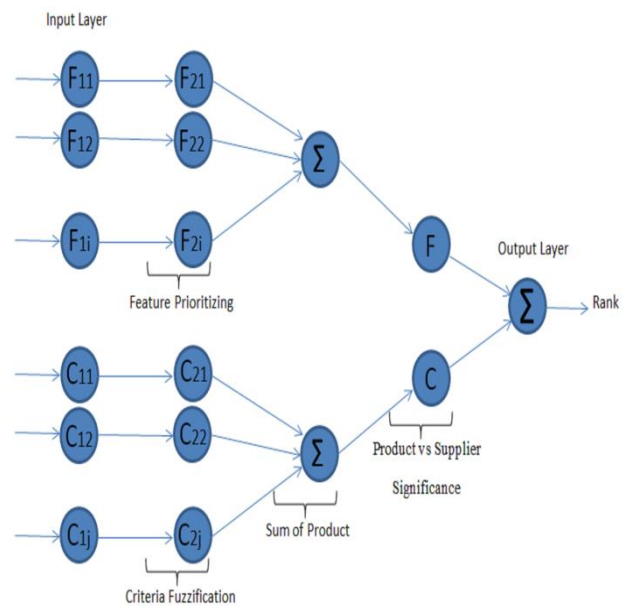 Input Layer
F11 F21
F12 F22
Σ
F1i F2i
F
Output Layer
Feature Prioritizing
Σ
Rank
C11 C21
C
C12 C22
Product vs Supplier
Σ
Significance
Sum of Product
C1j C2j
Criteria Fuzzification